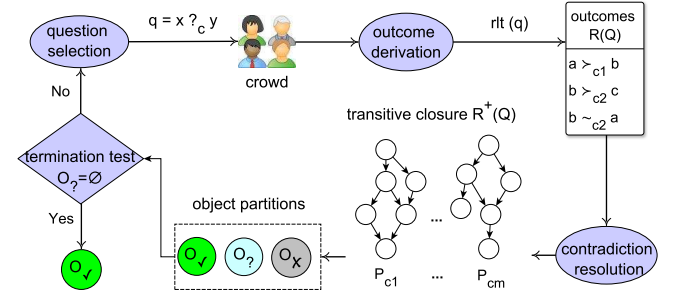 question
selection
q = x ?c y
crowd
outcome
derivation
rlt (q)
outcomes
R(Q)
a ≻c1 b
b ≻c2 c
b ∼c2 a
contradiction
resolution
transitive closure R+(Q)
...
Pc1 ... Pcm
object partitions
O✓ O? O✗
termination test
O?=∅
No
Yes
O✓